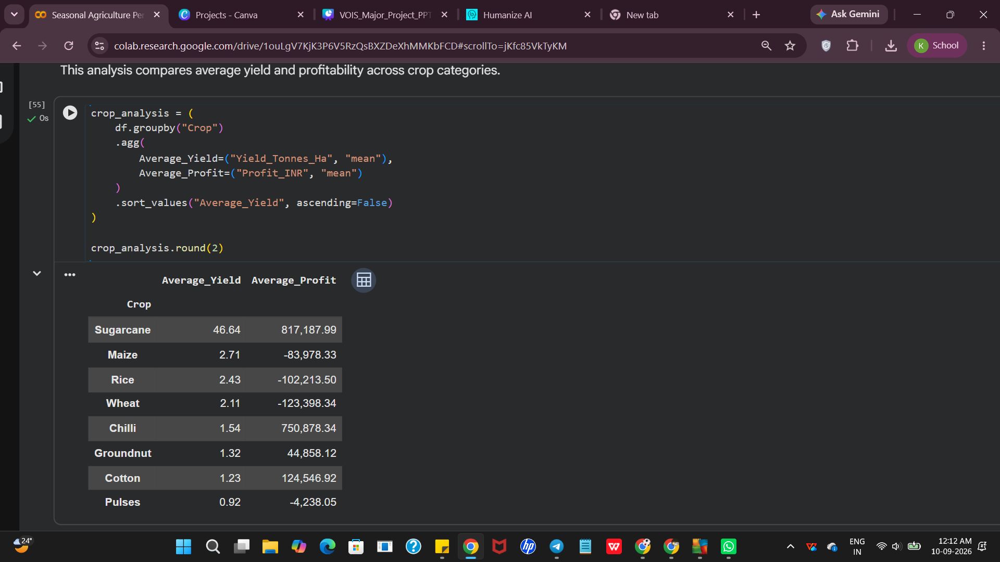 Seasonal Agriculture Per
Projects - Canva
VOIS_Major_Project_PPT
Humanize AI
New tab
Ask Gemini
colab.research.google.com/drive/1ouLgV7KjK3P6V5RzQsBXZDeXhMMKbFCD#scrollTo=jKfc85VkTyKM
K School
This analysis compares average yield and profitability across crop categories.
[55]
0s
crop_analysis = (
    df.groupby("Crop")
    .agg(
        Average_Yield=("Yield_Tonnes_Ha", "mean"),
        Average_Profit=("Profit_INR", "mean")
    )
    .sort_values("Average_Yield", ascending=False)
)
crop_analysis.round(2)
Average_Yield Average_Profit
Crop
Sugarcane 46.64 817,187.99
Maize 2.71 -83,978.33
Rice 2.43 -102,213.50
Wheat 2.11 -123,398.34
Chilli 1.54 750,878.34
Groundnut 1.32 44,858.12
Cotton 1.23 124,546.92
Pulses 0.92 -4,238.05
24°
hp
W
ENG
IN
12:12 AM
10-09-2026